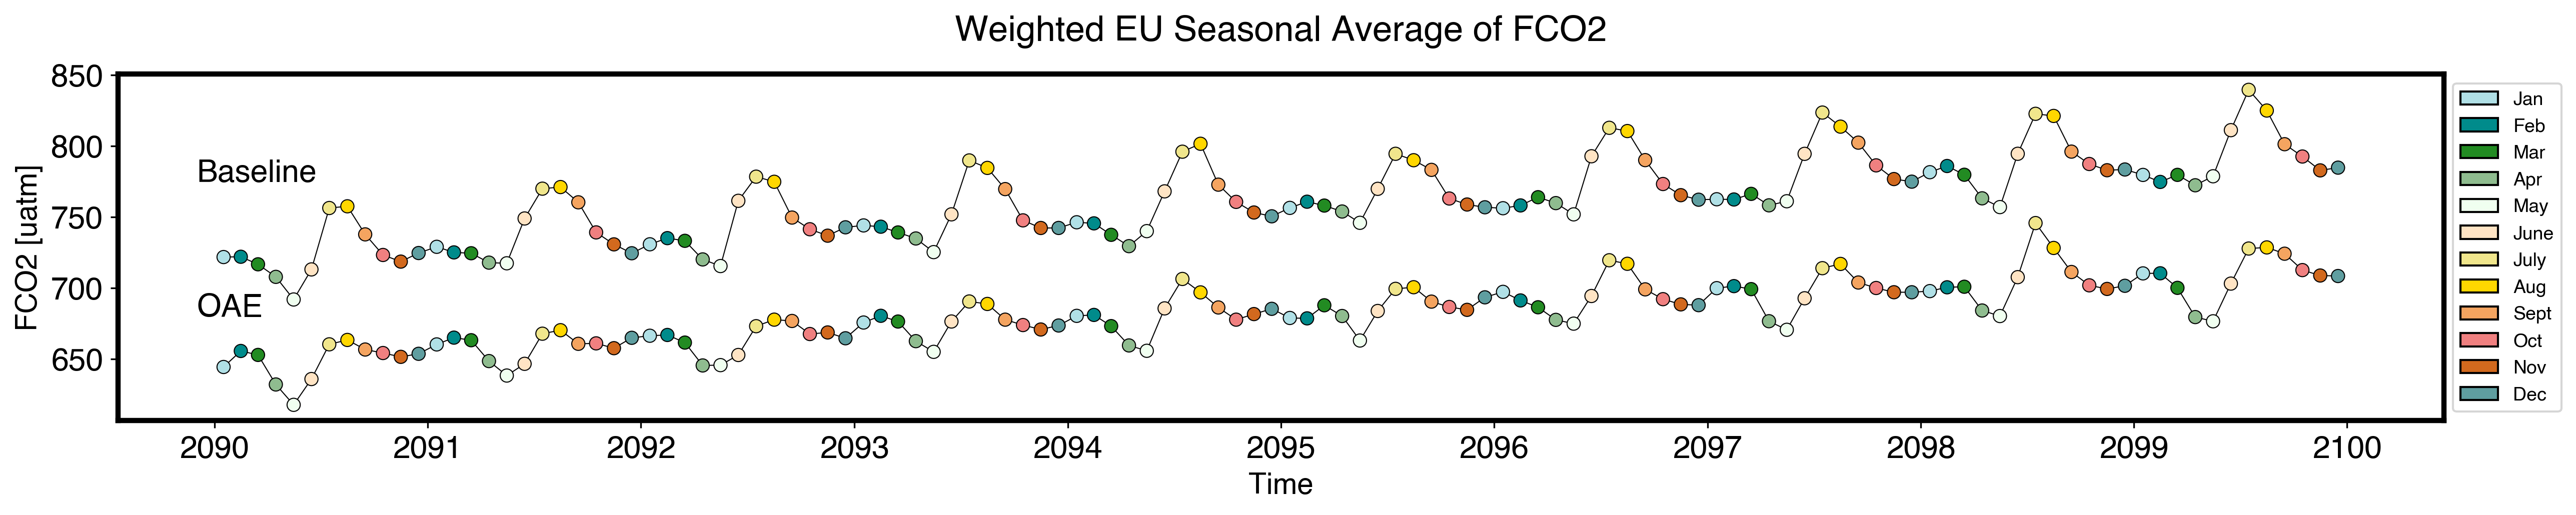 Weighted EU Seasonal Average of FCO2
FCO2 [uatm]
850
800
750
700
650
Baseline
OAE
2090 2091 2092 2093 2094 2095 2096 2097 2098 2099 2100
Time
Jan
Feb
Mar
Apr
May
June
July
Aug
Sept
Oct
Nov
Dec